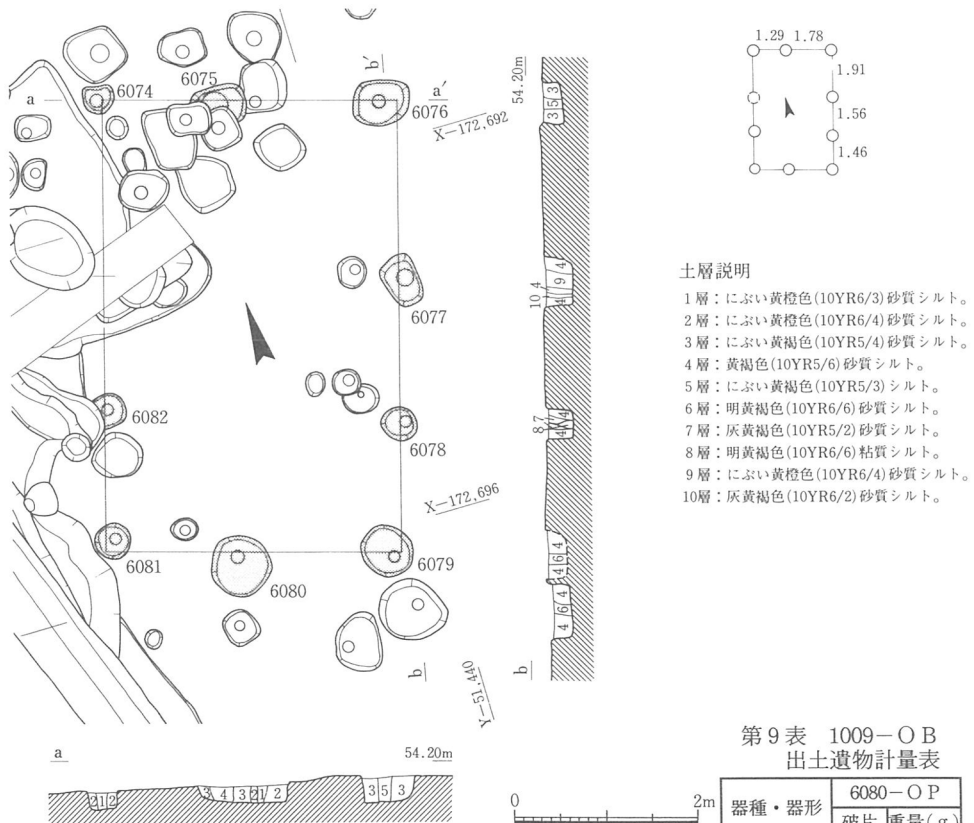 6074
6075
6076
a
a′
b′
X－172,692
6077
6082
6078
X－172,696
6081
6080
6079
b
Y－51,440
54.20m
3 5 3
4 9 4
10 4
8 7
4 6 4
4 6 4
b
1.29 1.78
1.91
1.56
1.46
土層説明
1層：にぶい黄橙色(10YR6/3)砂質シルト。
2層：にぶい黄橙色(10YR6/4)砂質シルト。
3層：にぶい黄褐色(10YR5/4)砂質シルト。
4層：黄褐色(10YR5/6)砂質シルト。
5層：にぶい黄褐色(10YR5/3)シルト。
6層：明黄褐色(10YR6/6)砂質シルト。
7層：灰黄褐色(10YR5/2)砂質シルト。
8層：明黄褐色(10YR6/6)粘質シルト。
9層：にぶい黄橙色(10YR6/4)砂質シルト。
10層：灰黄褐色(10YR6/2)砂質シルト。
a
54.20m
2 1 2
3 4 3 2 1 2
3 5 3
0 2m
第9表 1009－OB
出土遺物計量表
6080－OP
器種・器形
破片 重量(g)